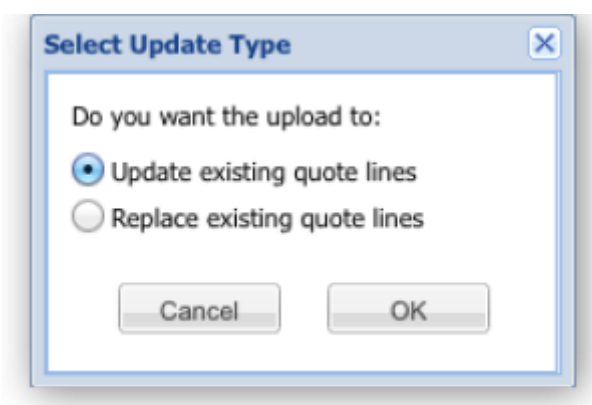 Select Update Type
Do you want the upload to:
Update existing quote lines
Replace existing quote lines
Cancel OK